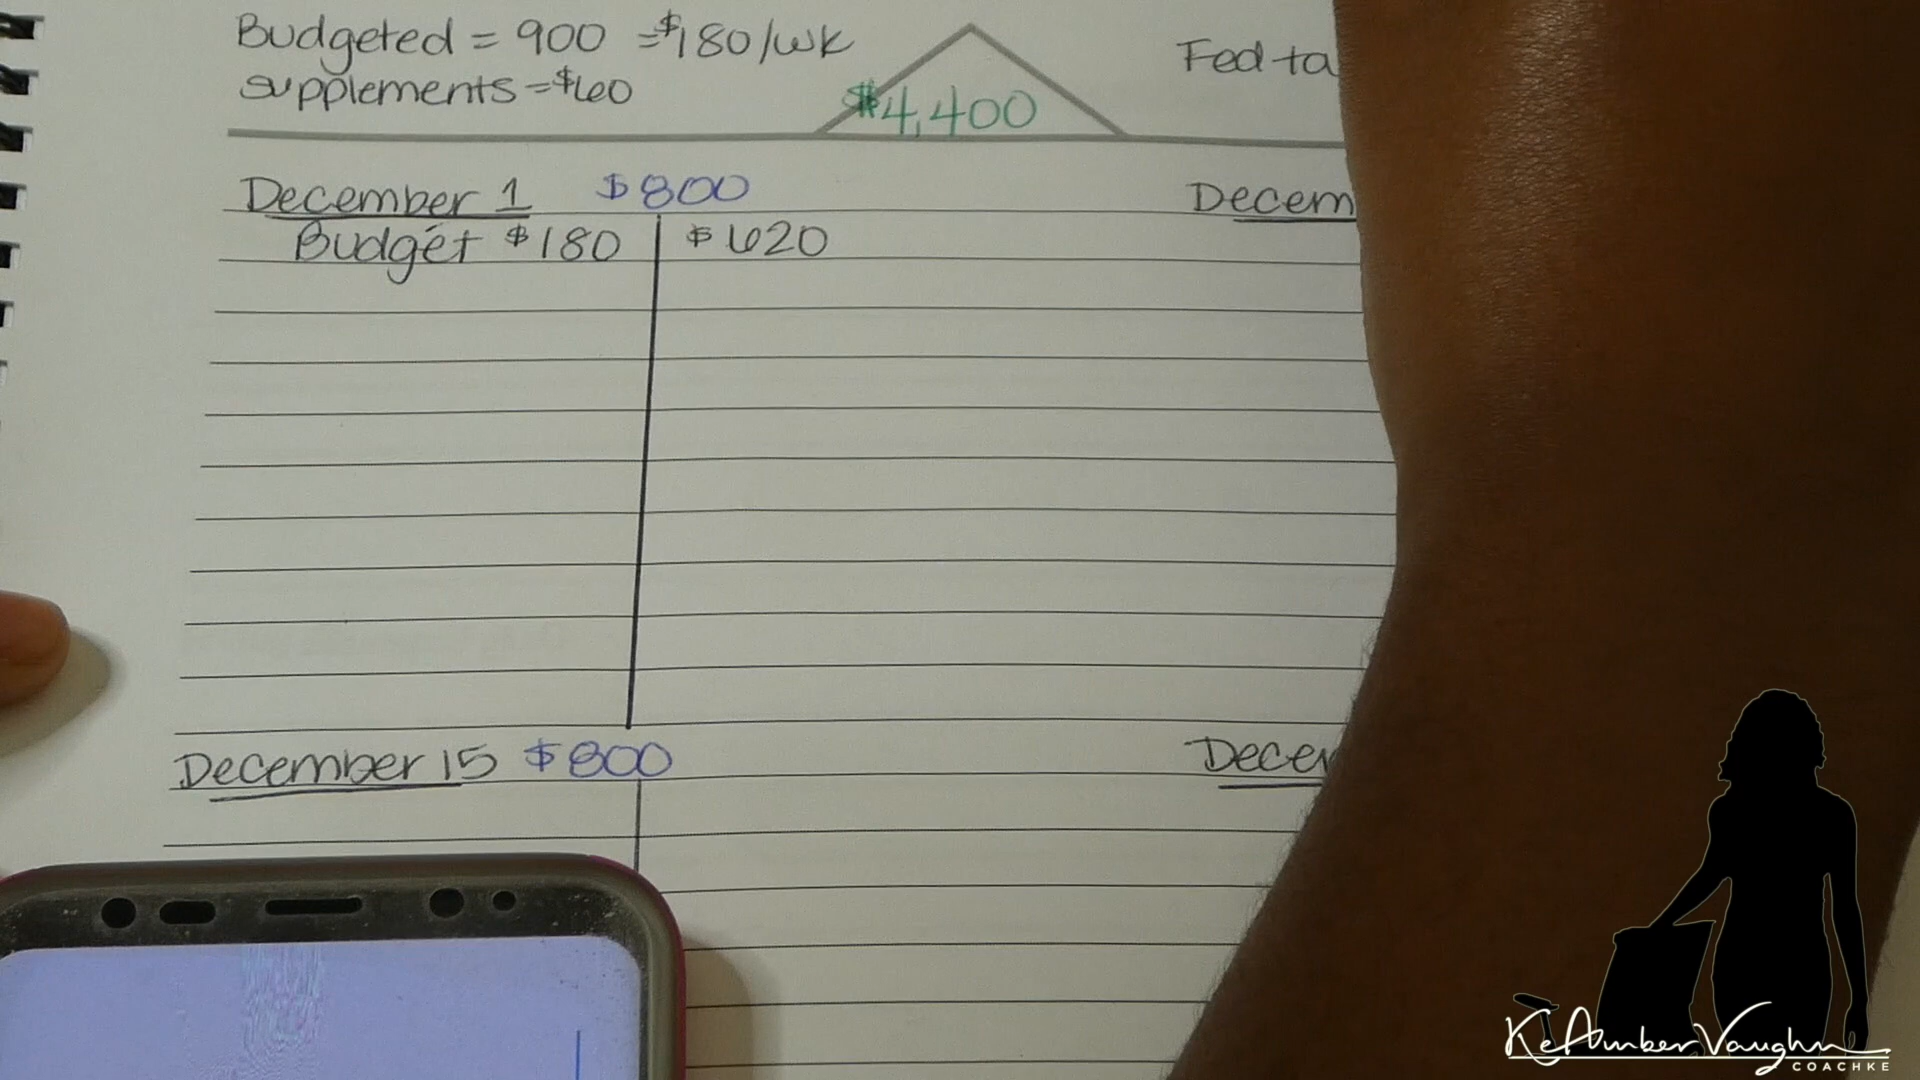 Budgeted = 900 = $180/wk
supplements = $60
$4,400
Fed ta
December 1 $800
Budget $180 $620
Decem
December 15 $800
Decem
KeAmber Vaughn
COACHKE